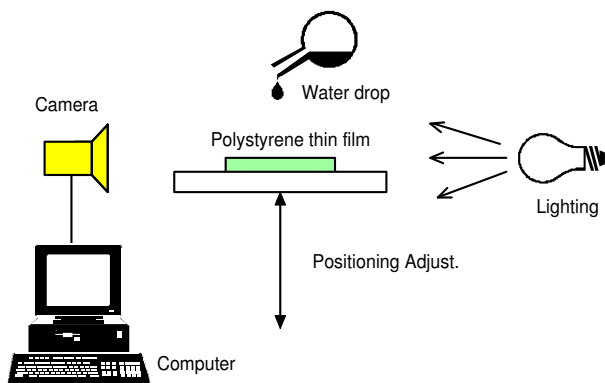 Water drop
Camera
Polystyrene thin film
Lighting
Positioning Adjust.
Computer